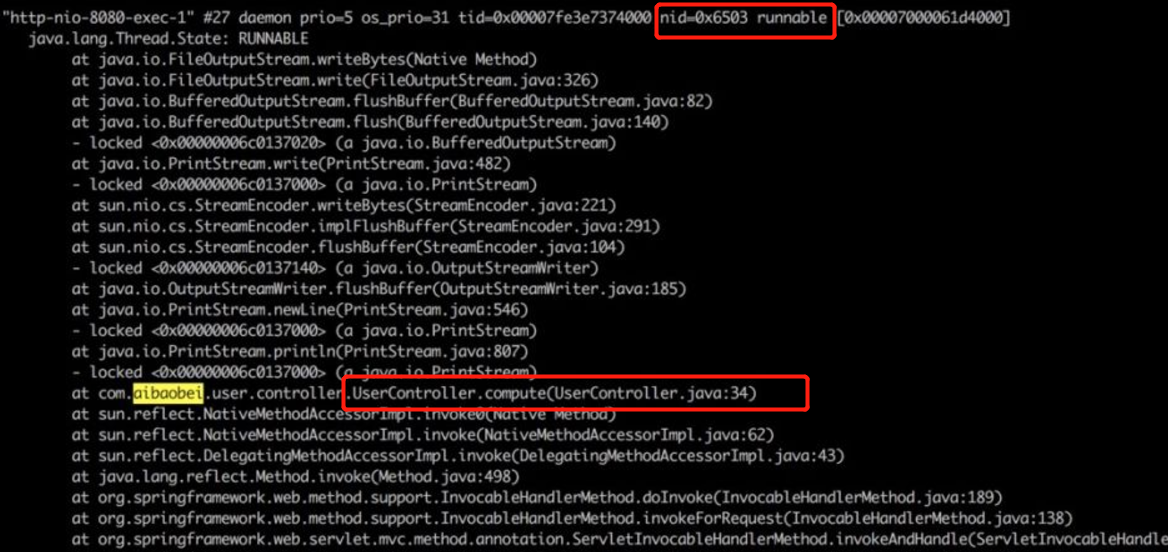 "http-nio-8080-exec-1" #27 daemon prio=5 os_prio=31 tid=0x00007fe3e7374000 nid=0x6503 runnable [0x00007000061d4000]
java.lang.Thread.State: RUNNABLE
at java.io.FileOutputStream.writeBytes(Native Method)
at java.io.FileOutputStream.write(FileOutputStream.java:326)
at java.io.BufferedOutputStream.flushBuffer(BufferedOutputStream.java:82)
at java.io.BufferedOutputStream.flush(BufferedOutputStream.java:140)
- locked <0x00000006c0137020> (a java.io.BufferedOutputStream)
at java.io.PrintStream.write(PrintStream.java:482)
- locked <0x00000006c0137000> (a java.io.PrintStream)
at sun.nio.cs.StreamEncoder.writeBytes(StreamEncoder.java:221)
at sun.nio.cs.StreamEncoder.implFlushBuffer(StreamEncoder.java:291)
at sun.nio.cs.StreamEncoder.flushBuffer(StreamEncoder.java:104)
- locked <0x00000006c0137140> (a java.io.OutputStreamWriter)
at java.io.OutputStreamWriter.flushBuffer(OutputStreamWriter.java:185)
at java.io.PrintStream.newLine(PrintStream.java:546)
- locked <0x00000006c0137000> (a java.io.PrintStream)
at java.io.PrintStream.println(PrintStream.java:807)
- locked <0x00000006c0137000> (a java.io.PrintStream)
at com.aibaobei.user.controller.UserController.compute(UserController.java:34)
at sun.reflect.NativeMethodAccessorImpl.invoke0(Native Method)
at sun.reflect.NativeMethodAccessorImpl.invoke(NativeMethodAccessorImpl.java:62)
at sun.reflect.DelegatingMethodAccessorImpl.invoke(DelegatingMethodAccessorImpl.java:43)
at java.lang.reflect.Method.invoke(Method.java:498)
at org.springframework.web.method.support.InvocableHandlerMethod.doInvoke(InvocableHandlerMethod.java:189)
at org.springframework.web.method.support.InvocableHandlerMethod.invokeForRequest(InvocableHandlerMethod.java:138)
at org.springframework.web.servlet.mvc.method.annotation.ServletInvocableHandlerMethod.invokeAndHandle(ServletInvocableHandle